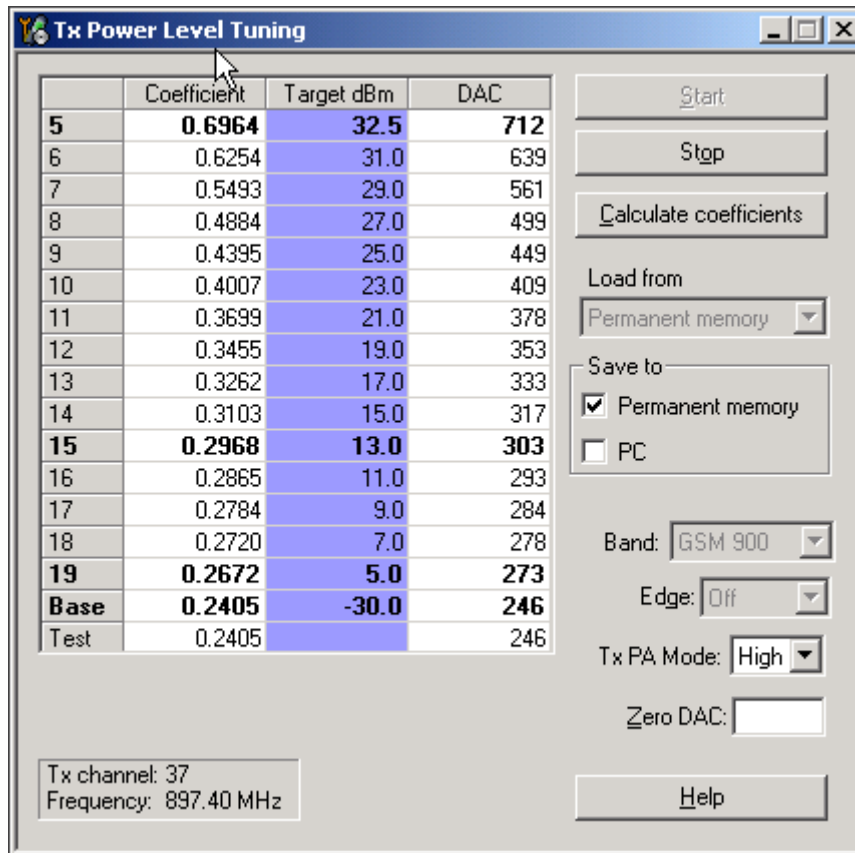 Tx Power Level Tuning
Coefficient Target dBm DAC
5 0.6964 32.5 712
6 0.6254 31.0 639
7 0.5493 29.0 561
8 0.4884 27.0 499
9 0.4395 25.0 449
10 0.4007 23.0 409
11 0.3699 21.0 378
12 0.3455 19.0 353
13 0.3262 17.0 333
14 0.3103 15.0 317
15 0.2968 13.0 303
16 0.2865 11.0 293
17 0.2784 9.0 284
18 0.2720 7.0 278
19 0.2672 5.0 273
Base 0.2405 -30.0 246
Test 0.2405 246
Start
Stop
Calculate coefficients
Load from
Permanent memory
Save to
Permanent memory
PC
Band: GSM 900
Edge: Off
Tx PA Mode: High
Zero DAC:
Tx channel: 37
Frequency: 897.40 MHz
Help